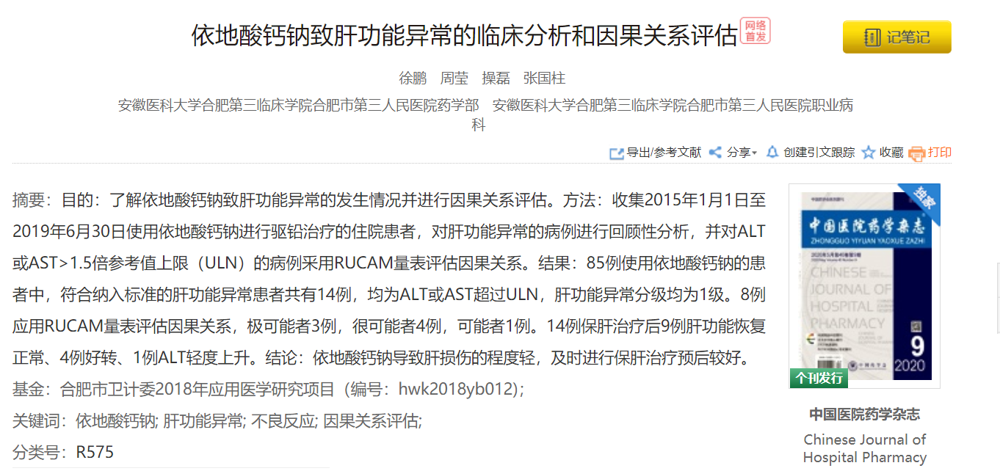 依地酸钙钠致肝功能异常的临床分析和因果关系评估
网络
首发
记笔记
徐鹏 周莹 操磊 张国柱
安徽医科大学合肥第三临床学院合肥市第三人民医院药学部 安徽医科大学合肥第三临床学院合肥市第三人民医院职业病
科
导出/参考文献 分享 创建引文跟踪 收藏 打印
摘要：目的：了解依地酸钙钠致肝功能异常的发生情况并进行因果关系评估。方法：收集2015年1月1日至
2019年6月30日使用依地酸钙钠进行驱铅治疗的住院患者，对肝功能异常的病例进行回顾性分析，并对ALT
或AST>1.5倍参考值上限（ULN）的病例采用RUCAM量表评估因果关系。结果：85例使用依地酸钙钠的患
者中，符合纳入标准的肝功能异常患者共有14例，均为ALT或AST超过ULN，肝功能异常分级均为1级。8例
应用RUCAM量表评估因果关系，极可能者3例，很可能者4例，可能者1例。14例保肝治疗后9例肝功能恢复
正常、4例好转、1例ALT轻度上升。结论：依地酸钙钠导致肝损伤的程度轻，及时进行保肝治疗预后较好。
基金：合肥市卫计委2018年应用医学研究项目（编号：hwk2018yb012）；
关键词：依地酸钙钠; 肝功能异常; 不良反应; 因果关系评估;
分类号：R575
独家
中国医院药学杂志
ZHONGGUO YIYUAN YAOXUE ZAZHI
CHINESE
JOURNAL OF
HOSPITAL
PHARMACY
9
2020
个刊发行
中国医院药学杂志
Chinese Journal of
Hospital Pharmacy